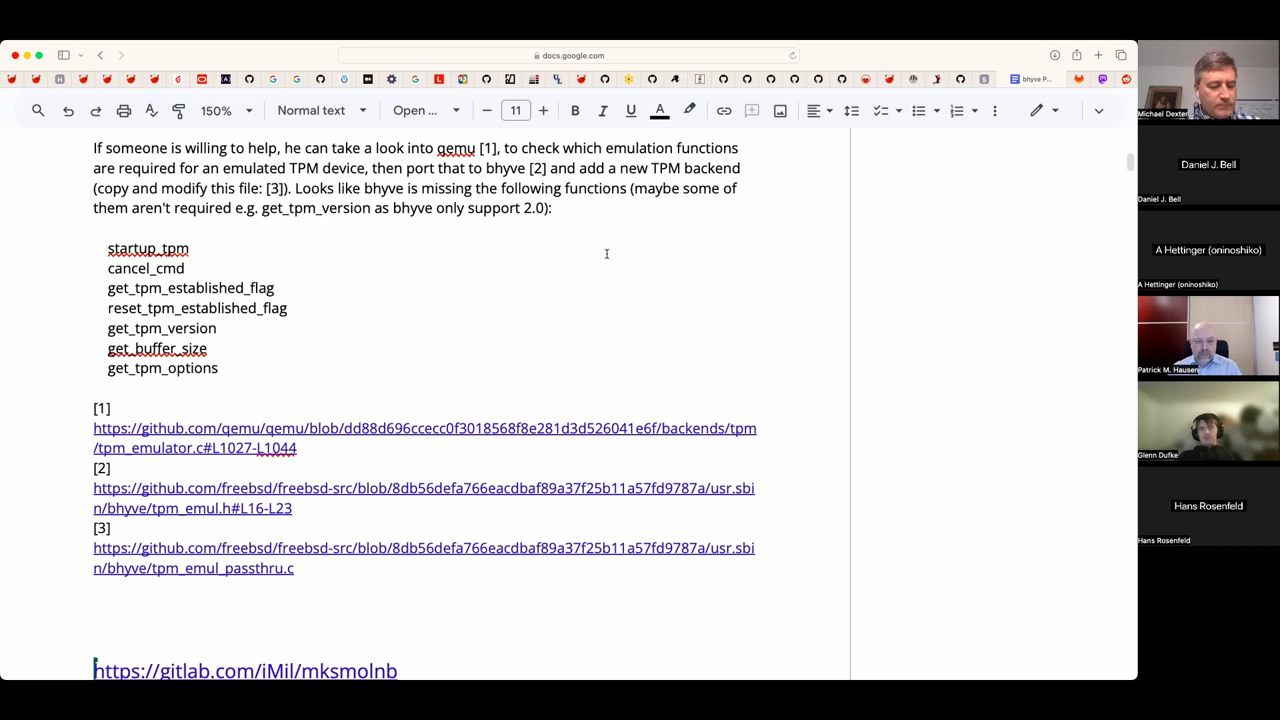 docs.google.com
bhyve P...
150%
Normal text
Open ...
11
If someone is willing to help, he can take a look into qemu [1], to check which emulation functions
are required for an emulated TPM device, then port that to bhyve [2] and add a new TPM backend
(copy and modify this file: [3]). Looks like bhyve is missing the following functions (maybe some of
them aren't required e.g. get_tpm_version as bhyve only support 2.0):
startup_tpm
cancel_cmd
get_tpm_established_flag
reset_tpm_established_flag
get_tpm_version
get_buffer_size
get_tpm_options
[1]
https://github.com/qemu/qemu/blob/dd88d696ccecc0f3018568f8e281d3d526041e6f/backends/tpm
/tpm_emulator.c#L1027-L1044
[2]
https://github.com/freebsd/freebsd-src/blob/8db56defa766eacdbaf89a37f25b11a57fd9787a/usr.sbi
n/bhyve/tpm_emul.h#L16-L23
[3]
https://github.com/freebsd/freebsd-src/blob/8db56defa766eacdbaf89a37f25b11a57fd9787a/usr.sbi
n/bhyve/tpm_emul_passthru.c
https://gitlab.com/iMil/mksmolnb
Michael Dexter
Daniel J. Bell
Daniel J. Bell
A Hettinger (oninoshiko)
A Hettinger (oninoshiko)
Patrick M. Hausen
Glenn Dufke
Hans Rosenfeld
Hans Rosenfeld